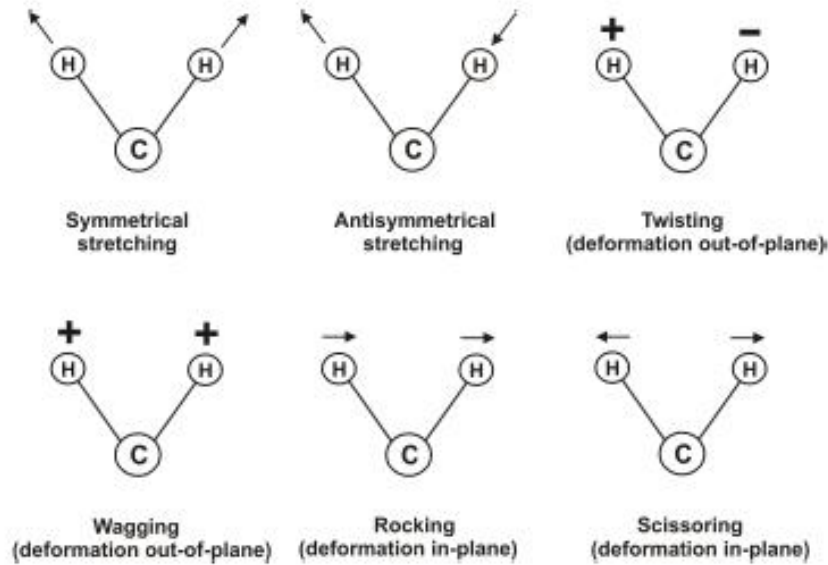 H H H H + −
H H
C C C
Symmetrical
stretching
Antisymmetrical
stretching
Twisting
(deformation out-of-plane)
+ +
H H H H H H
C C C
Wagging
(deformation out-of-plane)
Rocking
(deformation in-plane)
Scissoring
(deformation in-plane)